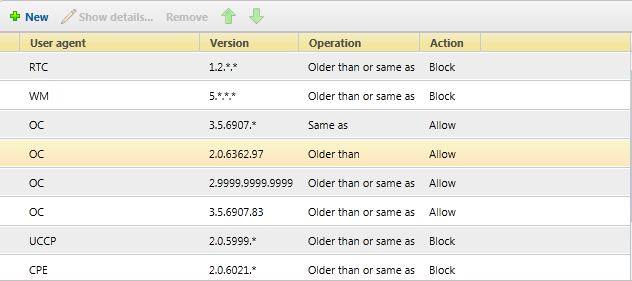 New Show details... Remove
User agent Version Operation Action
RTC 1.2.*.* Older than or same as Block
WM 5.*.*.* Older than or same as Block
OC 3.5.6907.* Same as Allow
OC 2.0.6362.97 Older than Allow
OC 2.9999.9999.9999 Older than or same as Allow
OC 3.5.6907.83 Older than or same as Allow
UCCP 2.0.5999.* Older than or same as Block
CPE 2.0.6021.* Older than or same as Block